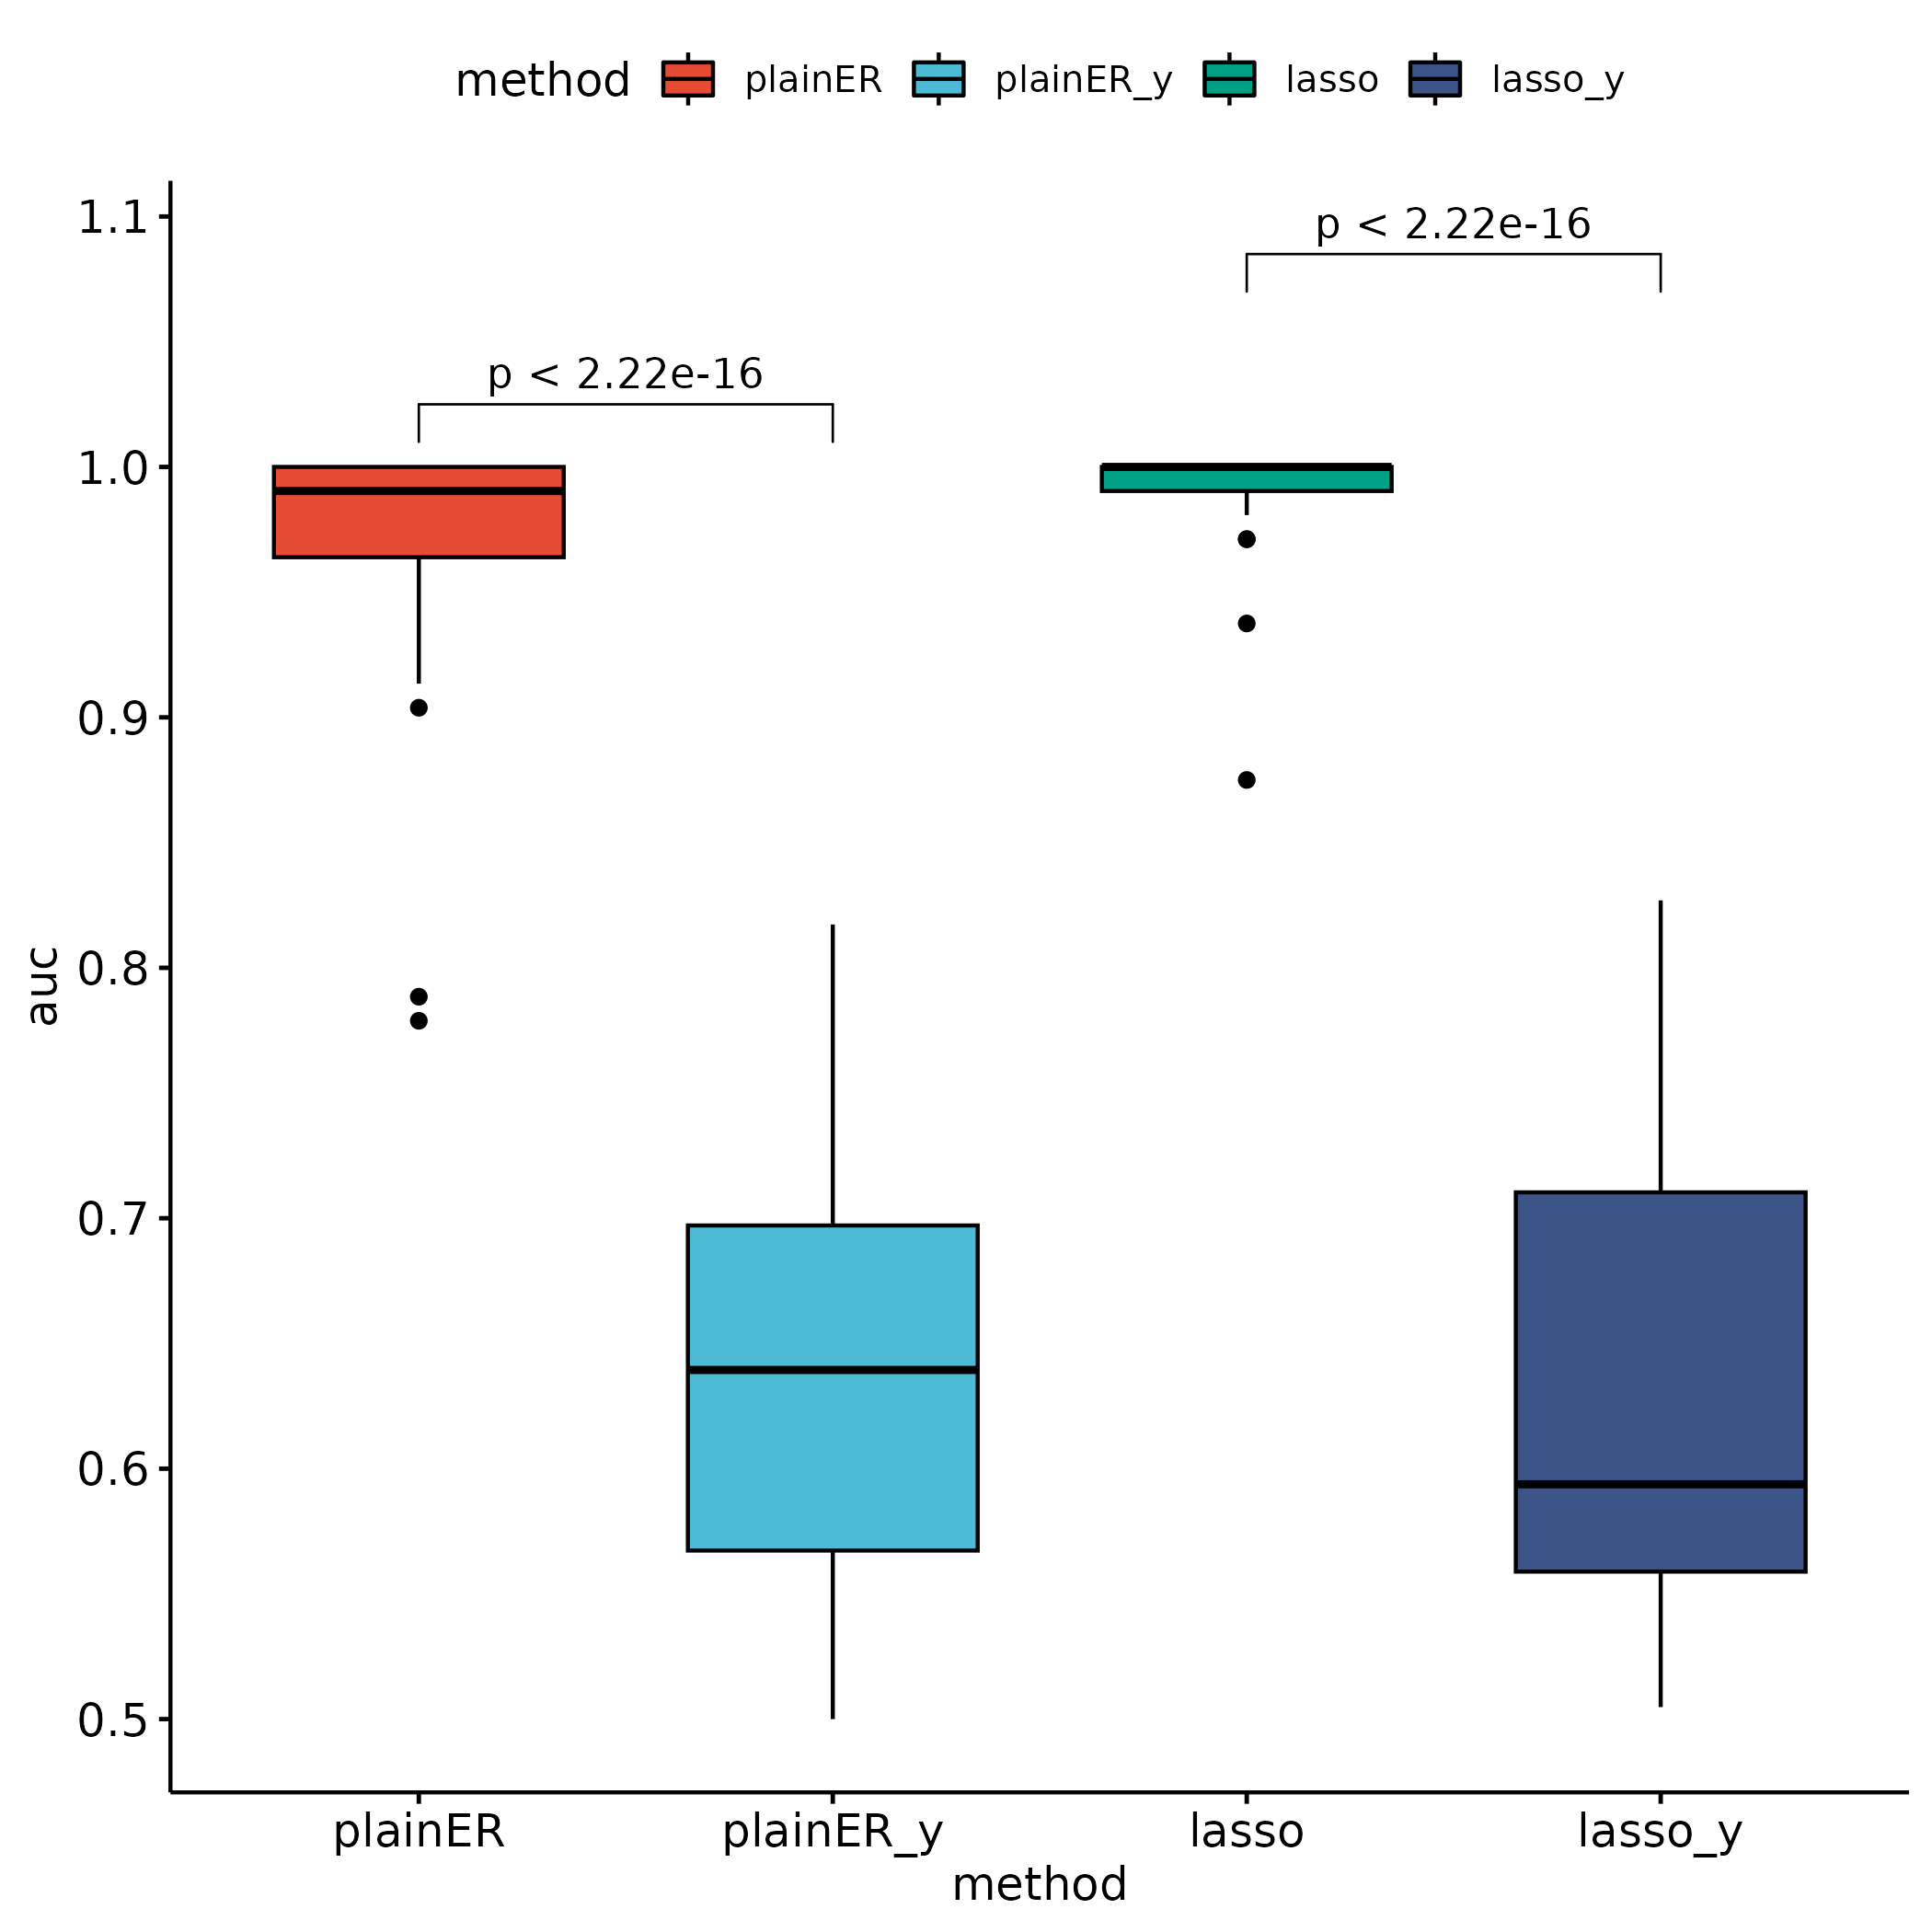 method plainER plainER_y lasso lasso_y
1.1
p < 2.22e-16
p < 2.22e-16
1.0
0.9
0.8
auc
0.7
0.6
0.5
plainER plainER_y lasso lasso_y
method